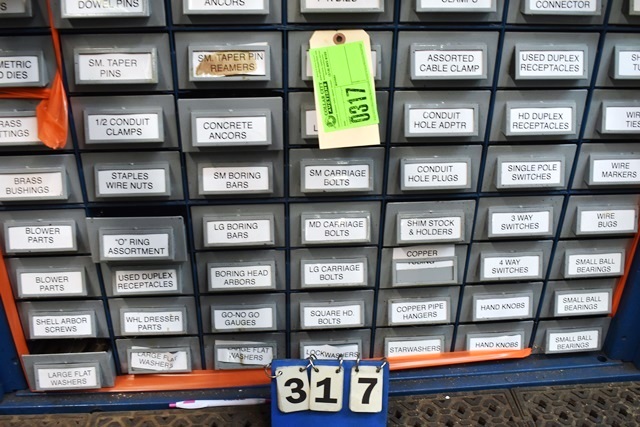 DOWEL PINS
ANCORS
CLAMPS
CONNECTOR
METRIC
DIES
SM. TAPER
PINS
SM. TAPER PIN
REAMERS
ASSORTED
CABLE CLAMP
USED DUPLEX
RECEPTACLES
0317
1/2 CONDUIT
CLAMPS
CONCRETE
ANCORS
CONDUIT
HOLE ADPTR
HD DUPLEX
RECEPTACLES
BRASS
BUSHINGS
STAPLES
WIRE NUTS
SM BORING
BARS
SM CARRIAGE
BOLTS
CONDUIT
HOLE PLUGS
SINGLE POLE
SWITCHES
WIRE
MARKERS
BLOWER
PARTS
"O" RING
ASSORTMENT
LG BORING
BARS
MD CARRIAGE
BOLTS
SHIM STOCK
& HOLDERS
3 WAY
SWITCHES
WIRE
BUGS
BLOWER
PARTS
USED DUPLEX
RECEPTACLES
BORING HEAD
ARBORS
LG CARRIAGE
BOLTS
COPPER
4 WAY
SWITCHES
SMALL BALL
BEARINGS
SHELL ARBOR
SCREWS
WHL DRESSER
PARTS
GO-NO GO
GAUGES
SQUARE HD.
BOLTS
COPPER PIPE
HANGERS
HAND KNOBS
SMALL BALL
BEARINGS
LARGE FLAT
WASHERS
LARGE FLAT
WASHERS
LARGE FLAT
WASHERS
LOCKWASHERS
STARWASHERS
HAND KNOBS
SMALL BALL
BEARINGS
317